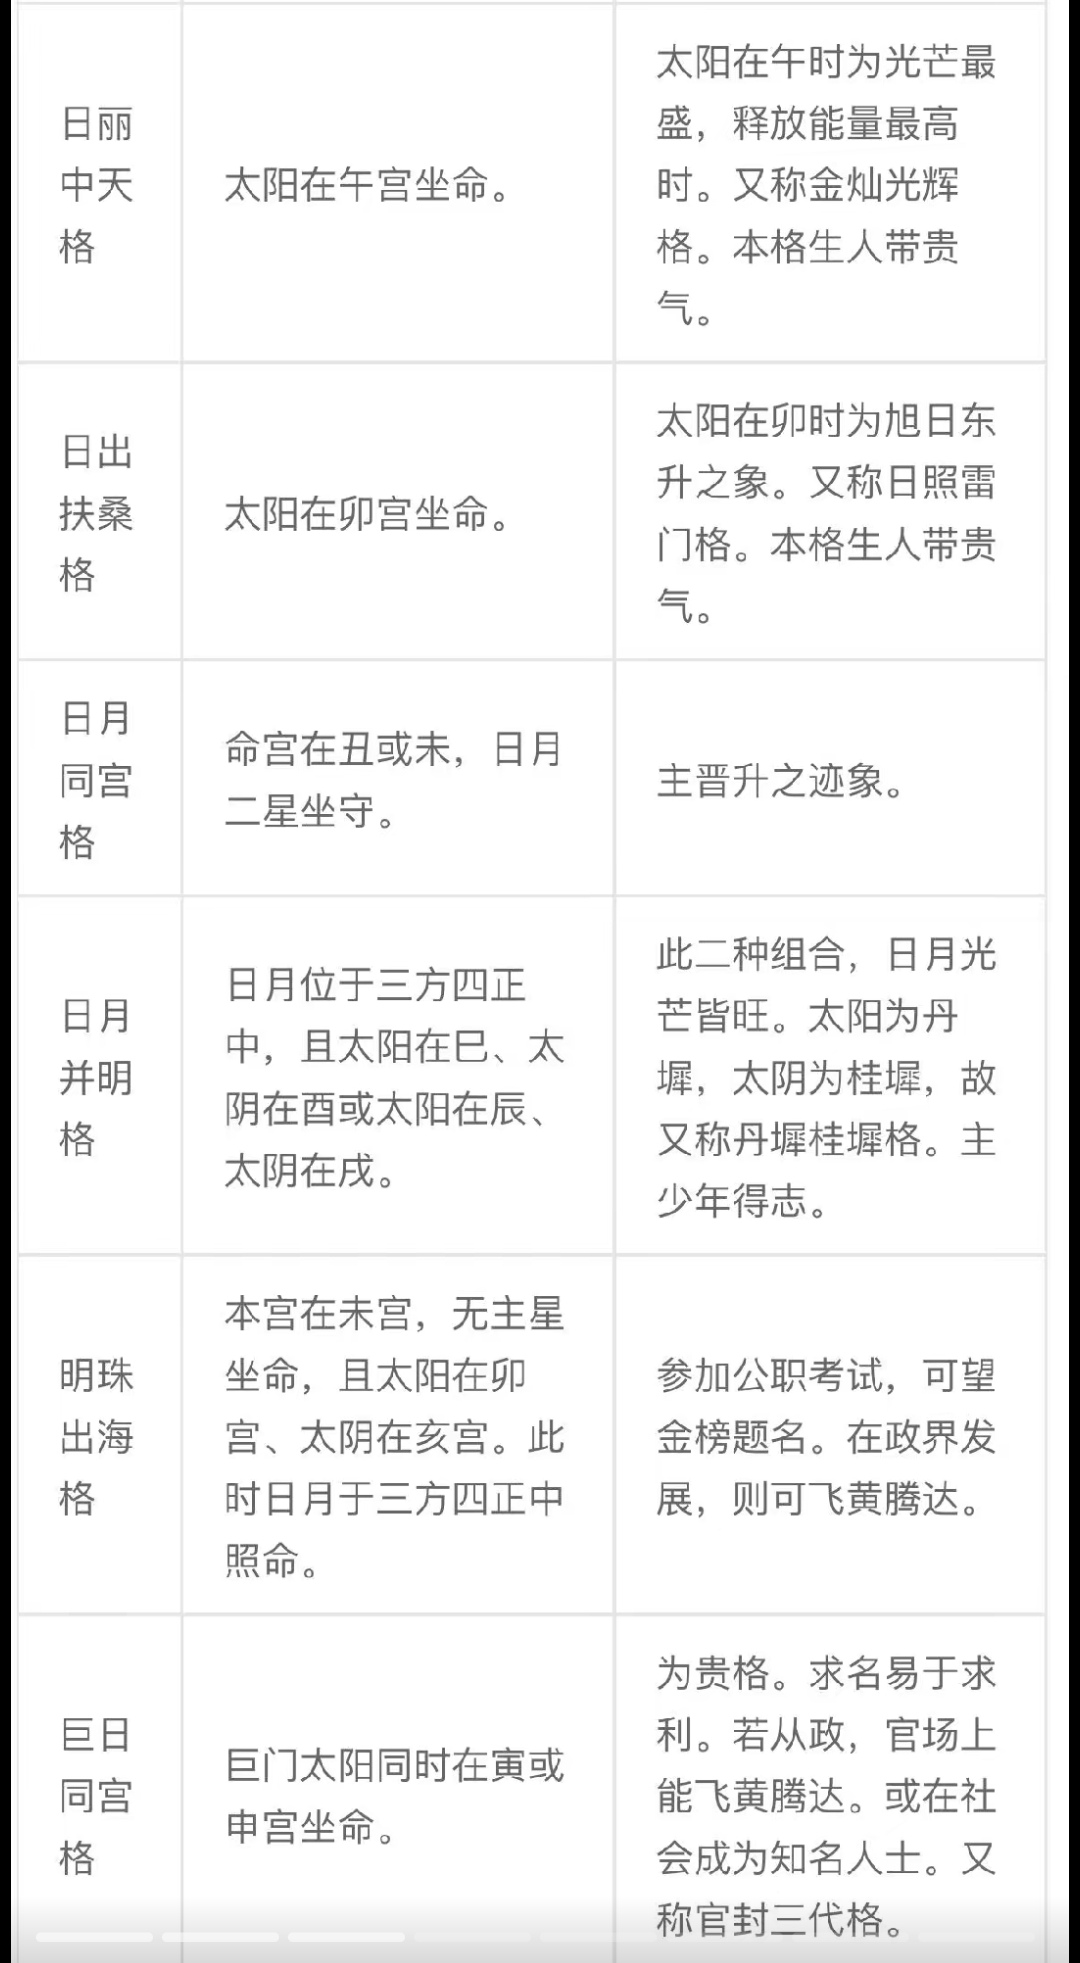 日丽
中天
格
太阳在午宫坐命。
太阳在午时为光芒最
盛，释放能量最高
时。又称金灿光辉
格。本格生人带贵
气。
日出
扶桑
格
太阳在卯宫坐命。
太阳在卯时为旭日东
升之象。又称日照雷
门格。本格生人带贵
气。
日月
同宫
格
命宫在丑或未，日月
二星坐守。
主晋升之迹象。
日月
并明
格
日月位于三方四正
中，且太阳在巳、太
阴在酉或太阳在辰、
太阴在戌。
此二种组合，日月光
芒皆旺。太阳为丹
墀，太阴为桂墀，故
又称丹墀桂墀格。主
少年得志。
明珠
出海
格
本宫在未宫，无主星
坐命，且太阳在卯
宫、太阴在亥宫。此
时日月于三方四正中
照命。
参加公职考试，可望
金榜题名。在政界发
展，则可飞黄腾达。
巨日
同宫
格
巨门太阳同时在寅或
申宫坐命。
为贵格。求名易于求
利。若从政，官场上
能飞黄腾达。或在社
会成为知名人士。又
称官封三代格。